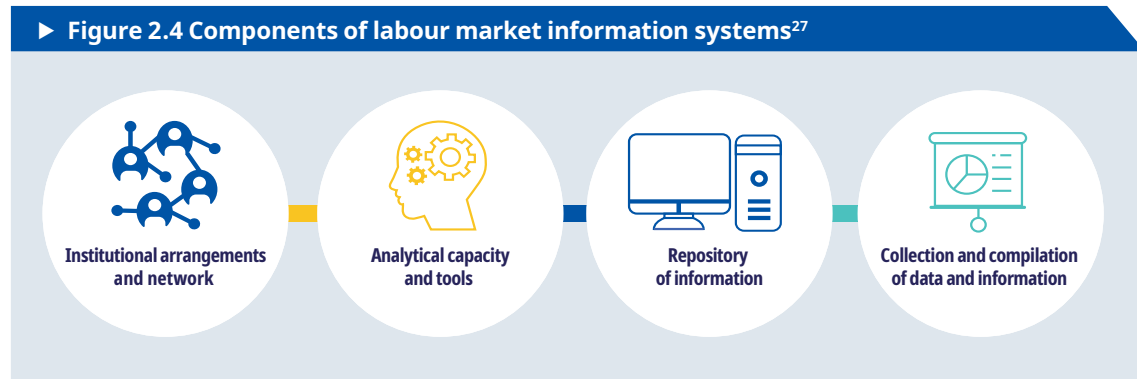 ▶ Figure 2.4 Components of labour market information systems²⁷
Institutional arrangements
and network
Analytical capacity
and tools
Repository
of information
Collection and compilation
of data and information